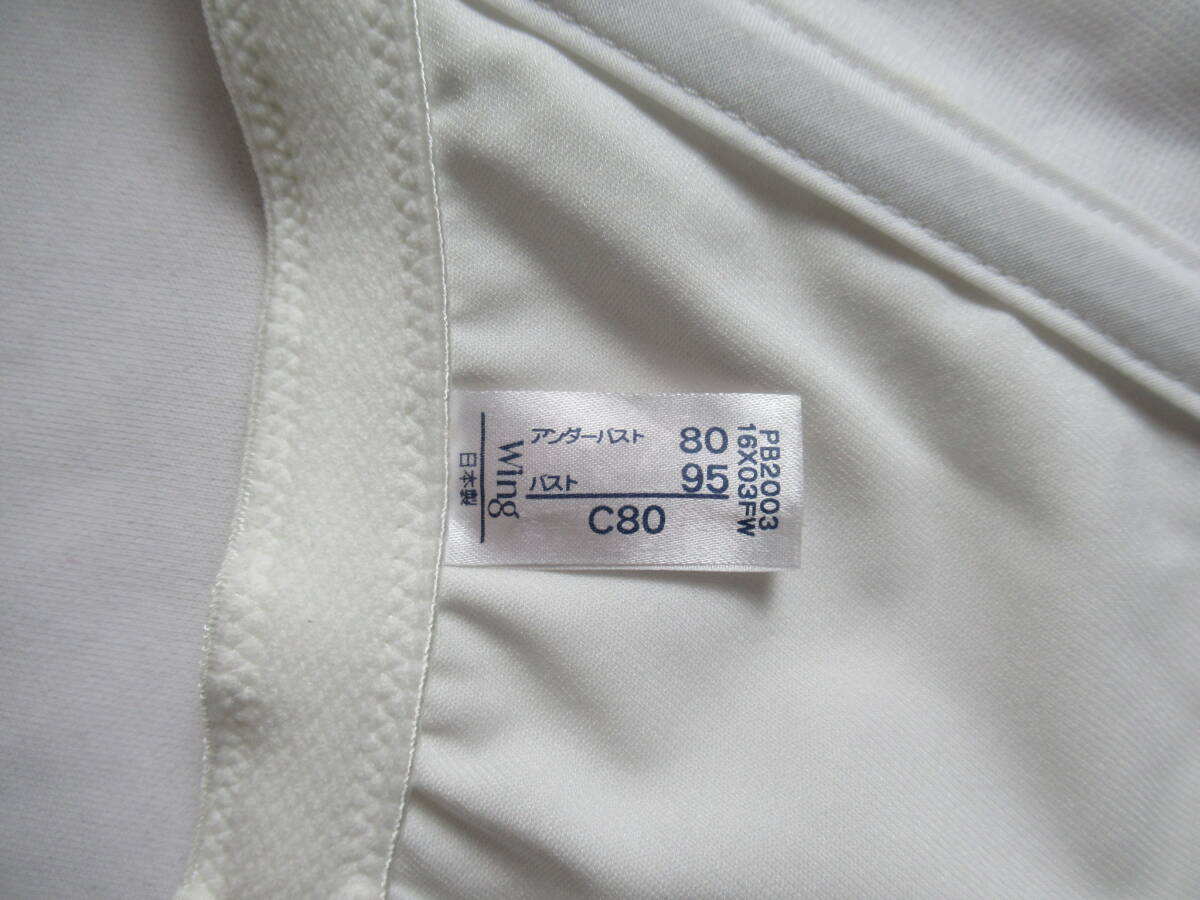 Wing
日本製
アンダーバスト 80
バスト 95
C80
PB2003
16X03FW